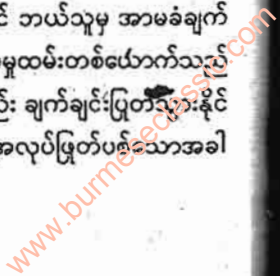 ဘယ်သူမှ အာမခံချက်
မှုထမ်းတစ်ယောက်သည်
ချက်ချင်းပြုတ်သွားနိုင်
အလုပ်ဖြုတ်ပစ်သောအခါ
www.burmeseclassic.com